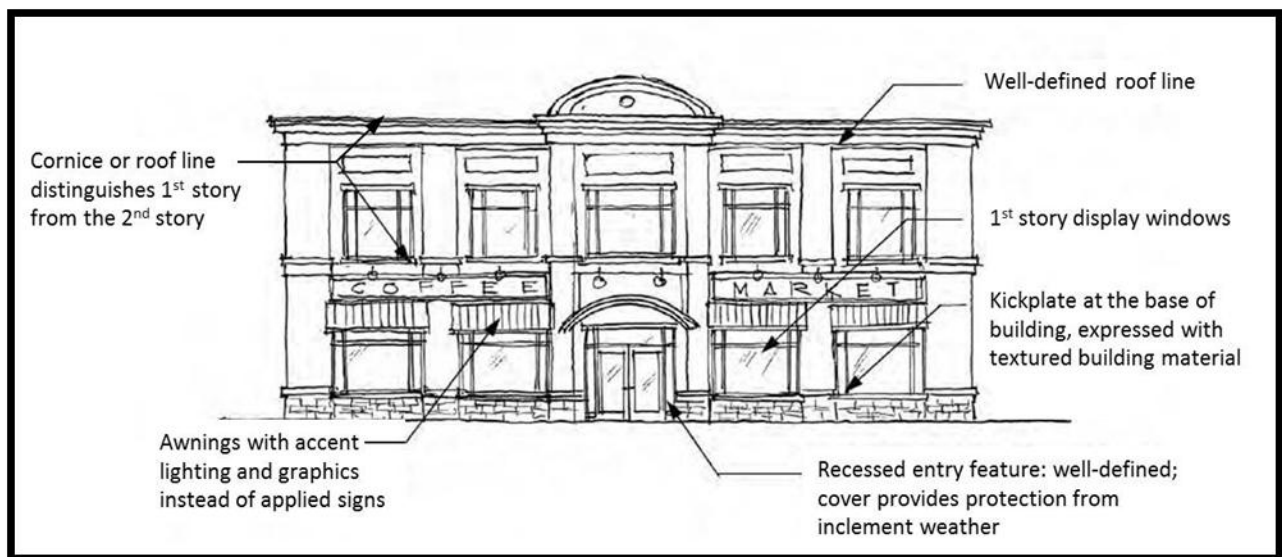 Well-defined roof line
Cornice or roof line
distinguishes 1st story
from the 2nd story
1st story display windows
COFFEE
MARKET
Kickplate at the base of
building, expressed with
textured building material
Awnings with accent
lighting and graphics
instead of applied signs
Recessed entry feature: well-defined;
cover provides protection from
inclement weather